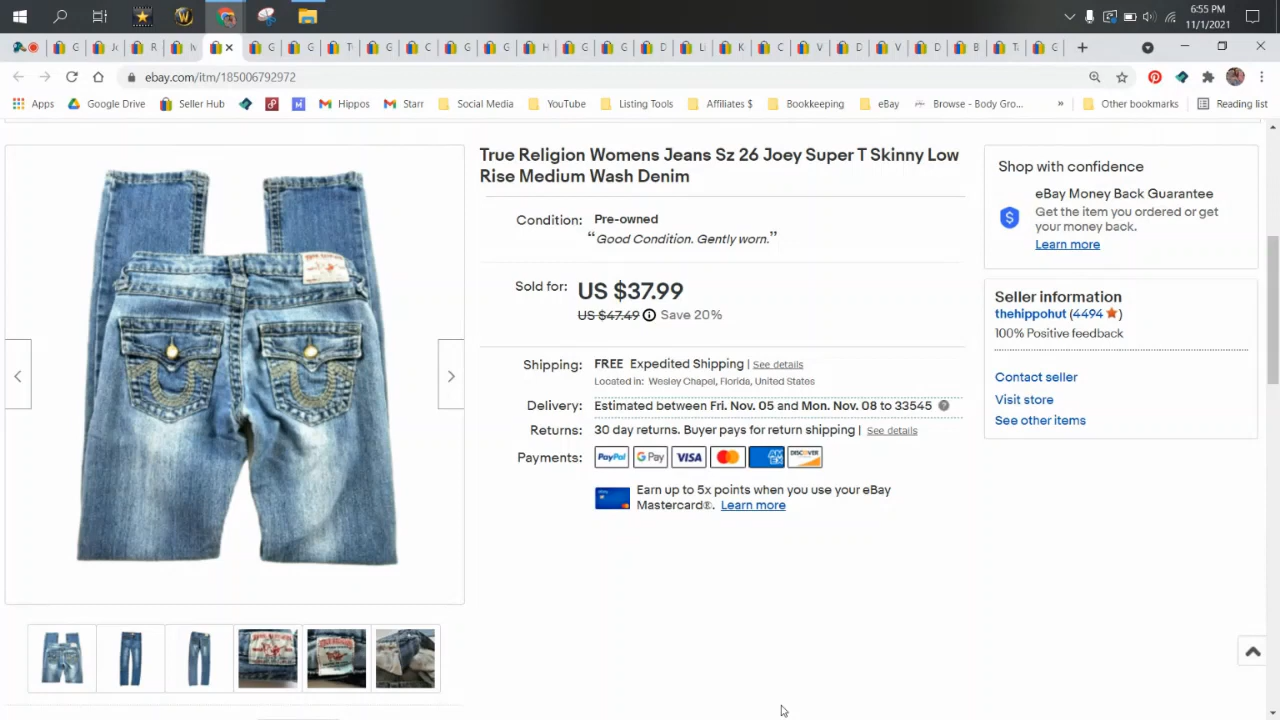 6:55 PM
11/1/2021
ebay.com/itm/185006792972
Apps
Google Drive
Seller Hub
Hippos
Starr
Social Media
YouTube
Listing Tools
Affiliates $
Bookkeeping
eBay
Browse - Body Gro...
»
Other bookmarks
Reading list
True Religion Womens Jeans Sz 26 Joey Super T Skinny Low
Rise Medium Wash Denim
Condition: Pre-owned
“Good Condition. Gently worn.”
Sold for: US $37.99
US $47.49 Save 20%
Shipping: FREE Expedited Shipping | See details
Located in: Wesley Chapel, Florida, United States
Delivery: Estimated between Fri. Nov. 05 and Mon. Nov. 08 to 33545
Returns: 30 day returns. Buyer pays for return shipping | See details
Payments: PayPal G Pay VISA AM EX DISCOVER
Earn up to 5x points when you use your eBay
Mastercard®. Learn more
Shop with confidence
eBay Money Back Guarantee
Get the item you ordered or get
your money back.
Learn more
Seller information
thehippohut (4494 )
100% Positive feedback
Contact seller
Visit store
See other items